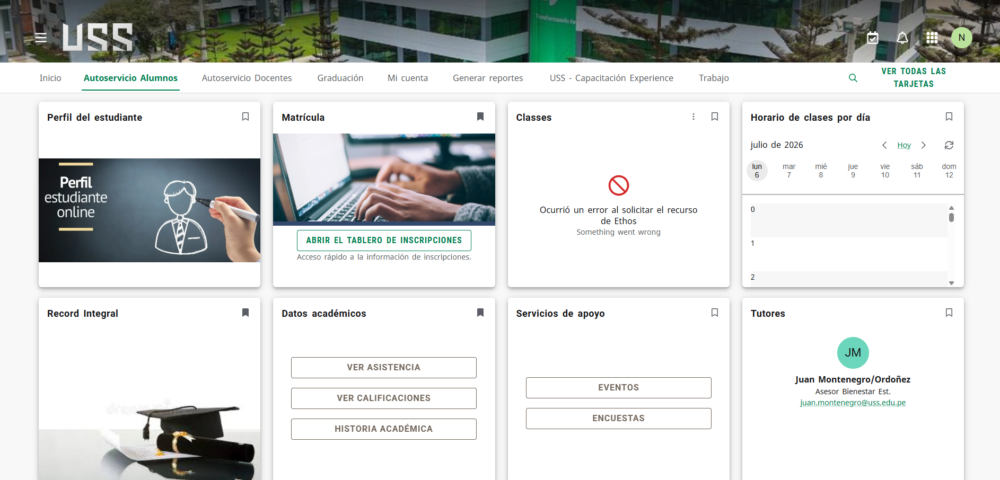 USS
N
Inicio
Autoservicio Alumnos
Autoservicio Docentes
Graduación
Mi cuenta
Generar reportes
USS - Capacitación Experience
Trabajo
VER TODAS LAS
TARJETAS
Perfil del estudiante
Perfil
estudiante
online
Matrícula
ABRIR EL TABLERO DE INSCRIPCIONES
Acceso rápido a la información de inscripciones.
Classes
Ocurrió un error al solicitar el recurso
de Ethos
Something went wrong
Horario de clases por día
julio de 2026
Hoy
lun mar mié jue vie sáb dom
6 7 8 9 10 11 12
0
1
2
Record Integral
Datos académicos
VER ASISTENCIA
VER CALIFICACIONES
HISTORIA ACADÉMICA
Servicios de apoyo
EVENTOS
ENCUESTAS
Tutores
JM
Juan Montenegro/Ordoñez
Asesor Bienestar Est.
juan.montenegro@uss.edu.pe